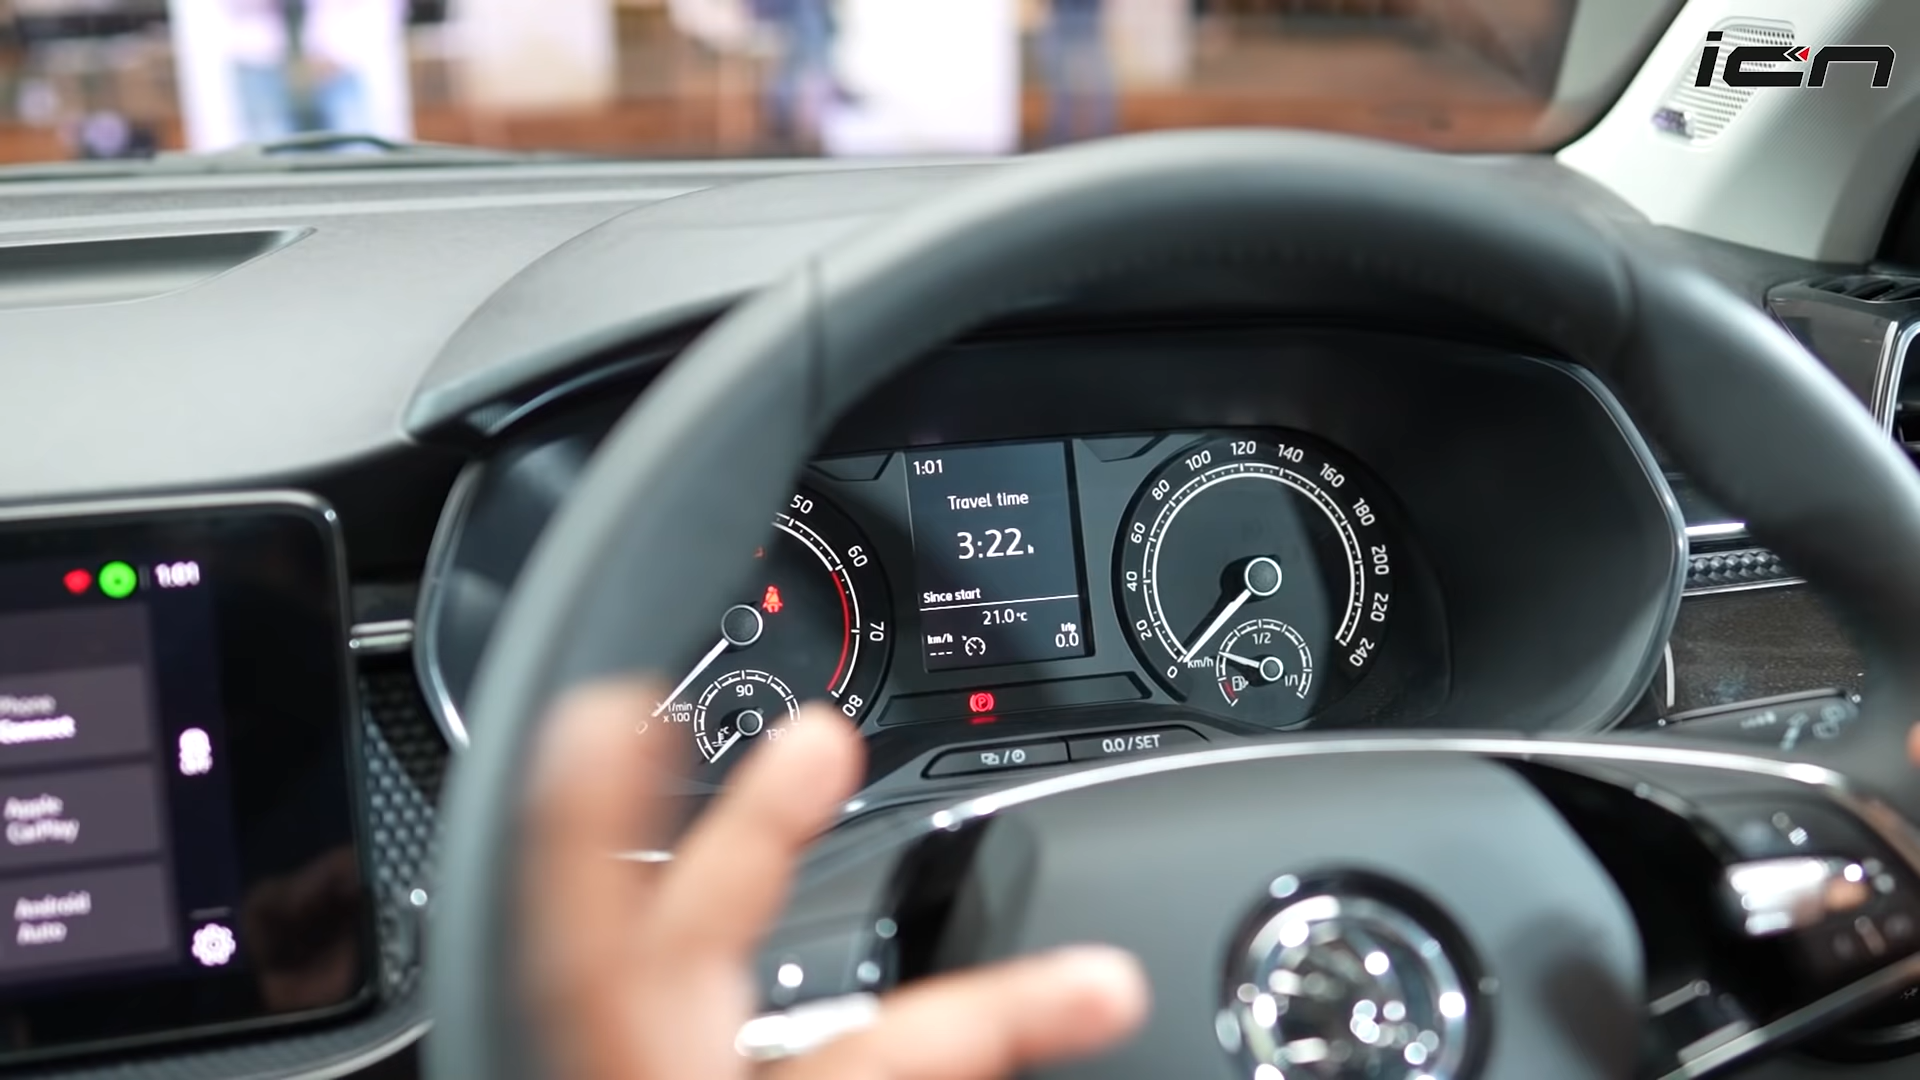 icn
1:01
Travel time
3:22 h
Since start
21.0 °C
km/h
---
trip
0.0
50
60
70
80
1/min
x 100
90
130
°C
0
20
40
60
80
100
120
140
160
180
200
220
240
km/h
1/2
1/1
P
/
0.0 / SET
1:01
Phone
Connect
Apple
CarPlay
Android
Auto